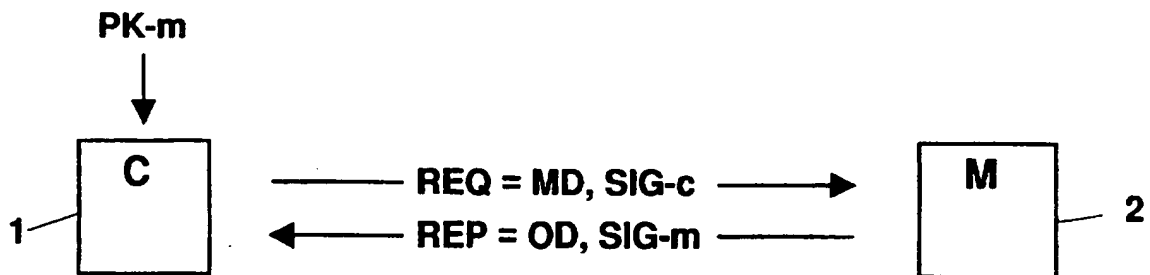 PK-m
C
REQ = MD, SIG-c
M
1
REP = OD, SIG-m
2